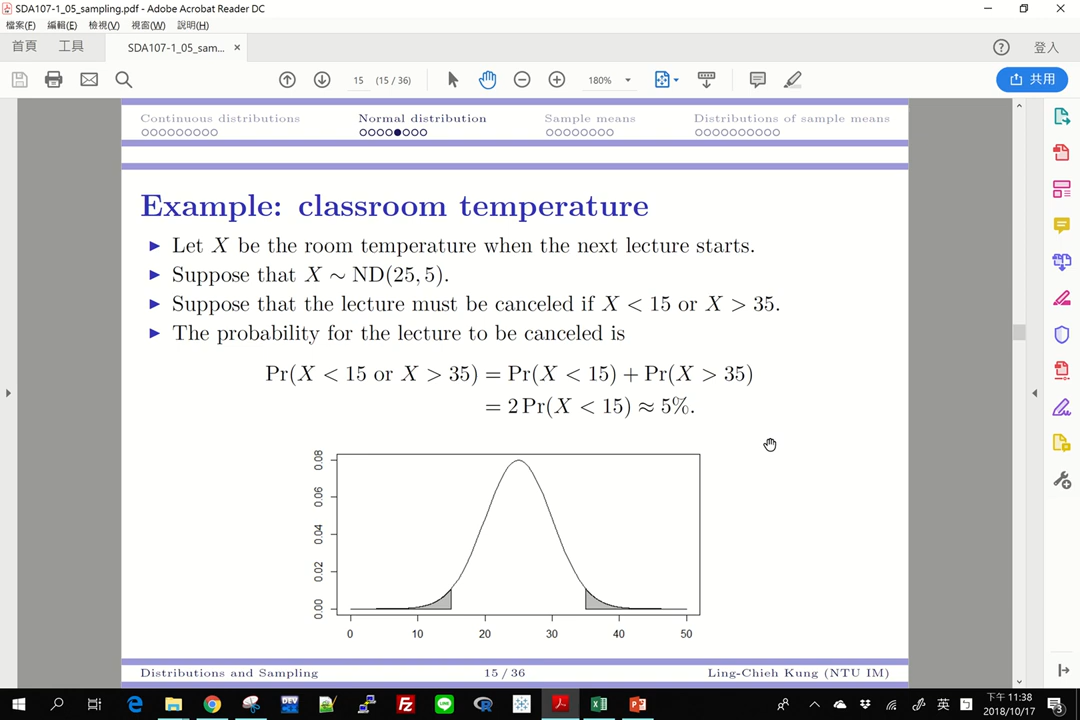 SDA107-1_05_sampling.pdf - Adobe Acrobat Reader DC
檔案(F) 編輯(E) 檢視(V) 視窗(W) 說明(H)
首頁 工具 SDA107-1_05_sam... × ? 登入
15 (15 / 36) 180% 共用
Continuous distributions Normal distribution Sample means Distributions of sample means
Example: classroom temperature
► Let X be the room temperature when the next lecture starts.
► Suppose that X ∼ ND(25, 5).
► Suppose that the lecture must be canceled if X < 15 or X > 35.
► The probability for the lecture to be canceled is
Pr(X < 15 or X > 35) = Pr(X < 15) + Pr(X > 35)
= 2 Pr(X < 15) ≈ 5%.
0.08
0.06
0.04
0.02
0.00
0 10 20 30 40 50
Distributions and Sampling 15 / 36 Ling-Chieh Kung (NTU IM)
DEV
英
下午 11:38
2018/10/17
3